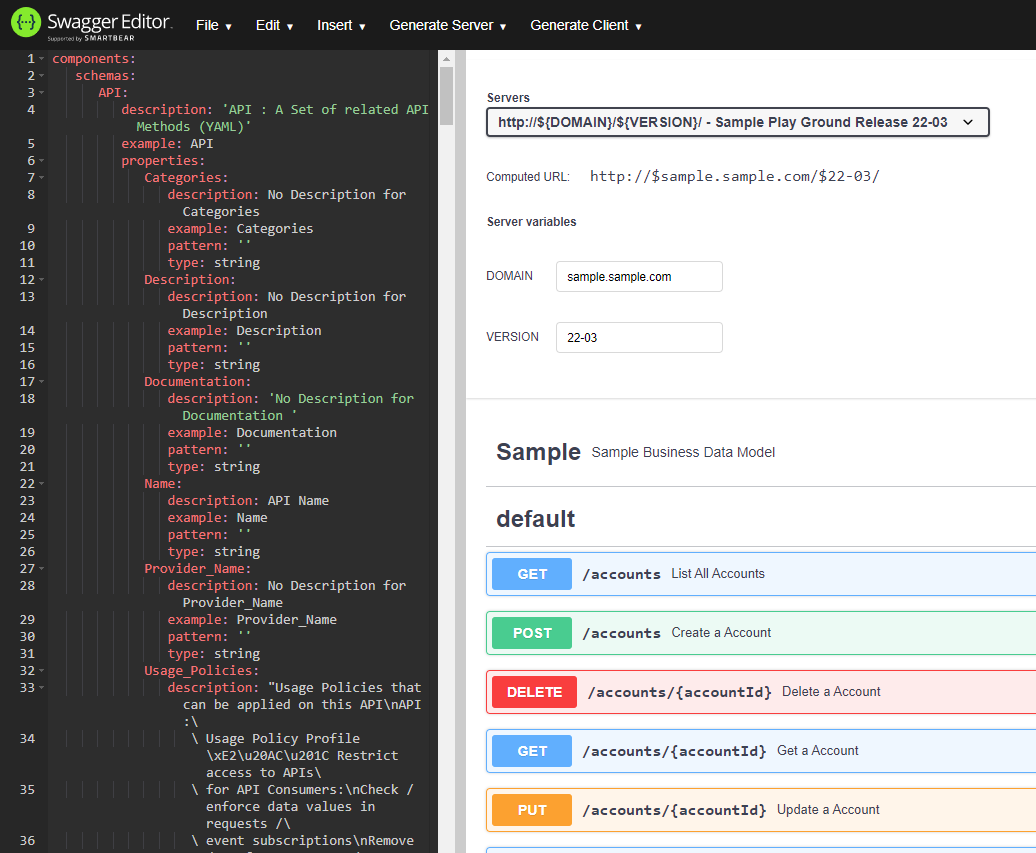 Swagger Editor.
Supported by SMARTBEAR
File ▾ Edit ▾ Insert ▾ Generate Server ▾ Generate Client ▾
1 components:
2 schemas:
3 API:
4 description: 'API : A Set of related API
Methods (YAML)'
5 example: API
6 properties:
7 Categories:
8 description: No Description for
Categories
9 example: Categories
10 pattern: ''
11 type: string
12 Description:
13 description: No Description for
Description
14 example: Description
15 pattern: ''
16 type: string
17 Documentation:
18 description: 'No Description for
Documentation '
19 example: Documentation
20 pattern: ''
21 type: string
22 Name:
23 description: API Name
24 example: Name
25 pattern: ''
26 type: string
27 Provider_Name:
28 description: No Description for
Provider_Name
29 example: Provider_Name
30 pattern: ''
31 type: string
32 Usage_Policies:
33 description: "Usage Policies that
can be applied on this API\nAPI
:\
34 \ Usage Policy Profile
\xE2\u20AC\u201C Restrict
access to APIs\
35 \ for API Consumers:\nCheck /
enforce data values in
requests /\
36 \ event subscriptions\nRemove
Servers
http://${DOMAIN}/${VERSION}/ - Sample Play Ground Release 22-03
Computed URL: http://$sample.sample.com/$22-03/
Server variables
DOMAIN sample.sample.com
VERSION 22-03
Sample Sample Business Data Model
default
GET /accounts List All Accounts
POST /accounts Create a Account
DELETE /accounts/{accountId} Delete a Account
GET /accounts/{accountId} Get a Account
PUT /accounts/{accountId} Update a Account